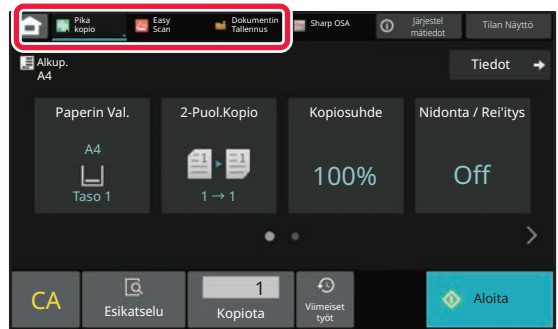 Pika
kopio
Easy
Scan
Dokumentin
Tallennus
Sharp OSA
Järjestel
mätiedot
Tilan Näyttö
Alkup.
A4
Tiedot
Paperin Val.
2-Puol.Kopio
Kopiosuhde
Nidonta / Rei'itys
A4
Taso 1
1
1
1 → 1
100%
Off
CA
Esikatselu
1
Kopiota
Viimeiset
työt
Aloita